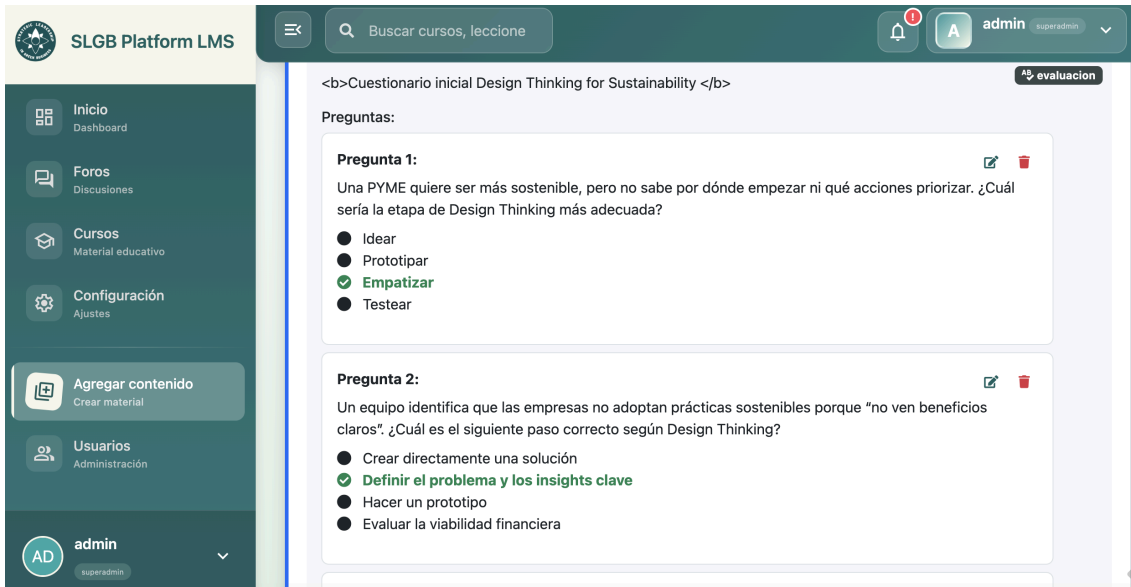 SLGB Platform LMS
Buscar cursos, leccione
!
A
admin
superadmin
Inicio
Dashboard
Foros
Discusiones
Cursos
Material educativo
Configuración
Ajustes
Agregar contenido
Crear material
Usuarios
Administración
AD
admin
superadmin
<b>Cuestionario inicial Design Thinking for Sustainability </b>
evaluacion
Preguntas:
Pregunta 1:
Una PYME quiere ser más sostenible, pero no sabe por dónde empezar ni qué acciones priorizar. ¿Cuál
sería la etapa de Design Thinking más adecuada?
Idear
Prototipar
Empatizar
Testear
Pregunta 2:
Un equipo identifica que las empresas no adoptan prácticas sostenibles porque “no ven beneficios
claros”. ¿Cuál es el siguiente paso correcto según Design Thinking?
Crear directamente una solución
Definir el problema y los insights clave
Hacer un prototipo
Evaluar la viabilidad financiera